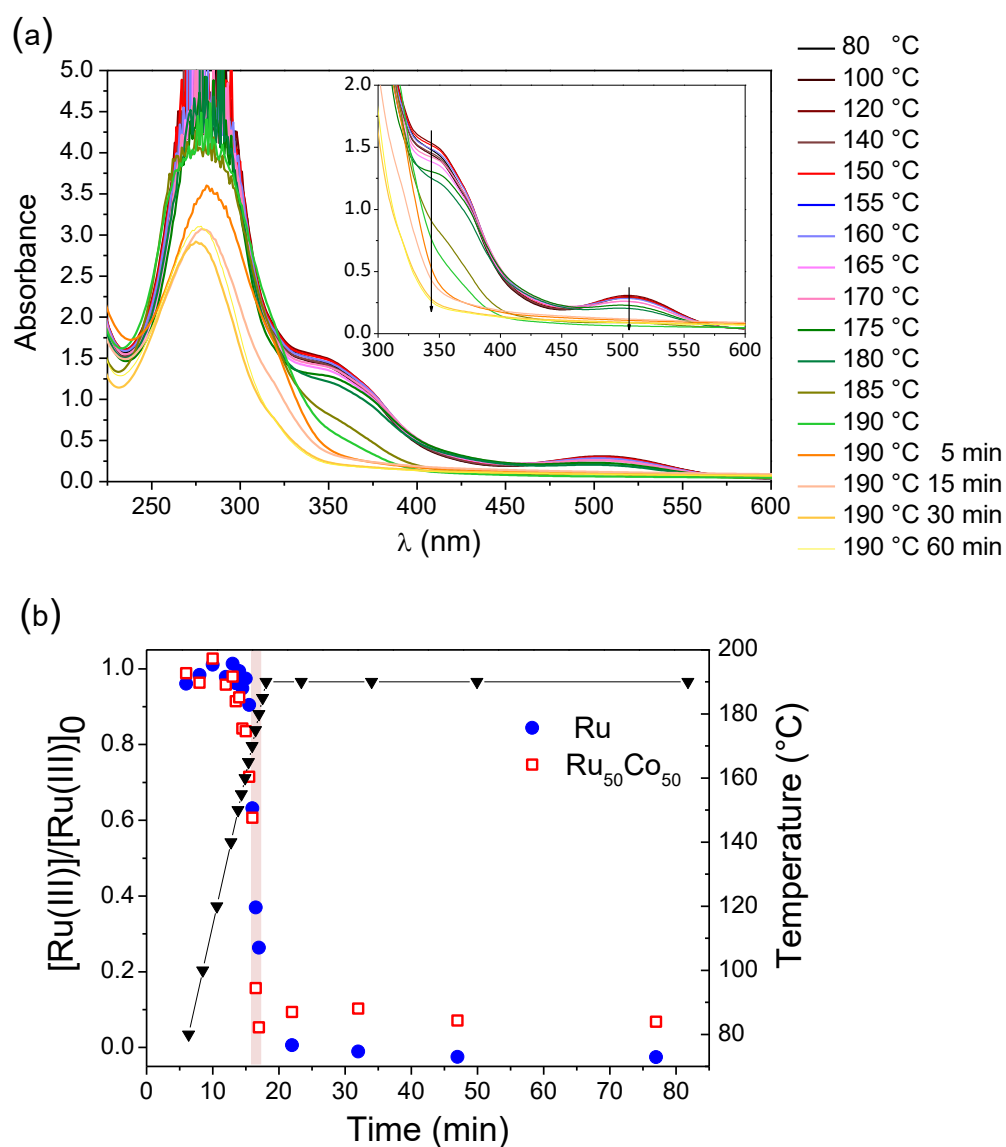 (a)
Absorbance
5.0
4.5
4.0
3.5
3.0
2.5
2.0
1.5
1.0
0.5
0.0
250 300 350 400 450 500 550 600
λ (nm)
2.0
1.5
1.0
0.5
0.0
300 350 400 450 500 550 600
80 °C
100 °C
120 °C
140 °C
150 °C
155 °C
160 °C
165 °C
170 °C
175 °C
180 °C
185 °C
190 °C
190 °C 5 min
190 °C 15 min
190 °C 30 min
190 °C 60 min
(b)
[Ru(III)]/[Ru(III)]0
1.0
0.8
0.6
0.4
0.2
0.0
0 10 20 30 40 50 60 70 80
Time (min)
Ru
Ru50Co50
200
180
160
140
120
100
80
Temperature (°C)